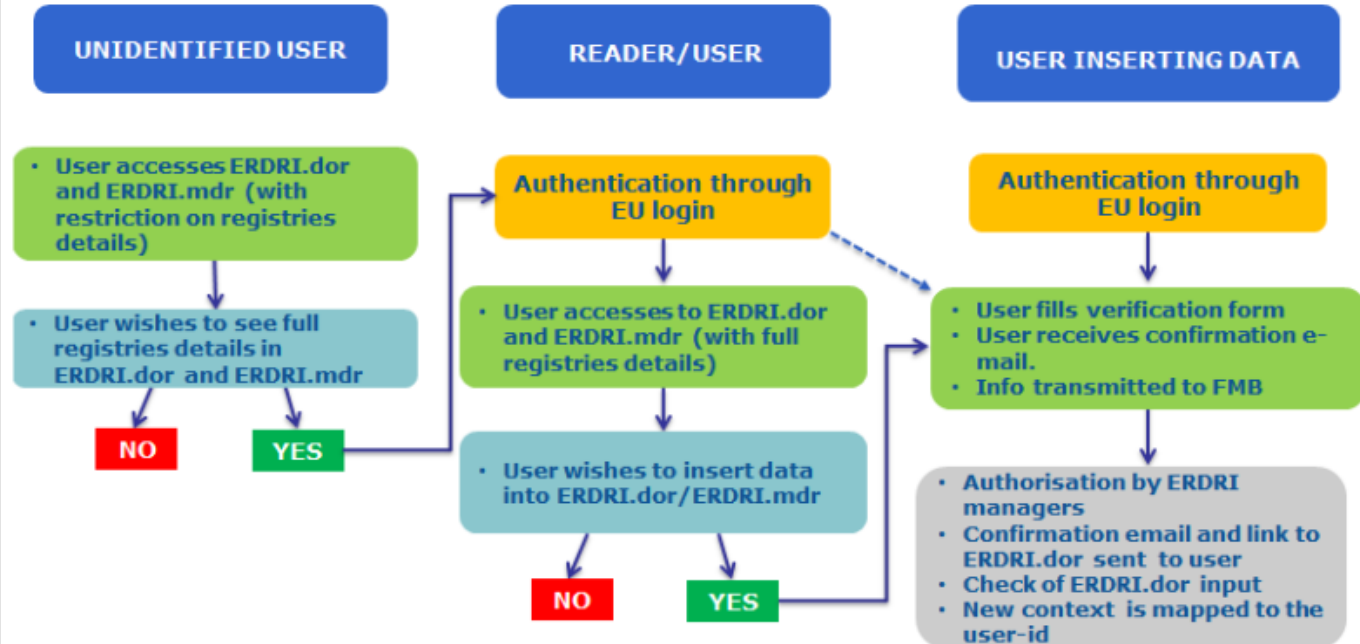 UNIDENTIFIED USER
• User accesses ERDRI.dor
and ERDRI.mdr (with
restriction on registries
details)
• User wishes to see full
registries details in
ERDRI.dor and ERDRI.mdr
NO
YES
READER/USER
Authentication through
EU login
• User accesses to ERDRI.dor
and ERDRI.mdr (with full
registries details)
• User wishes to insert data
into ERDRI.dor/ERDRI.mdr
NO
YES
USER INSERTING DATA
Authentication through
EU login
• User fills verification form
• User receives confirmation e-
mail.
• Info transmitted to FMB
• Authorisation by ERDRI
managers
• Confirmation email and link to
ERDRI.dor sent to user
• Check of ERDRI.dor input
• New context is mapped to the
user-id